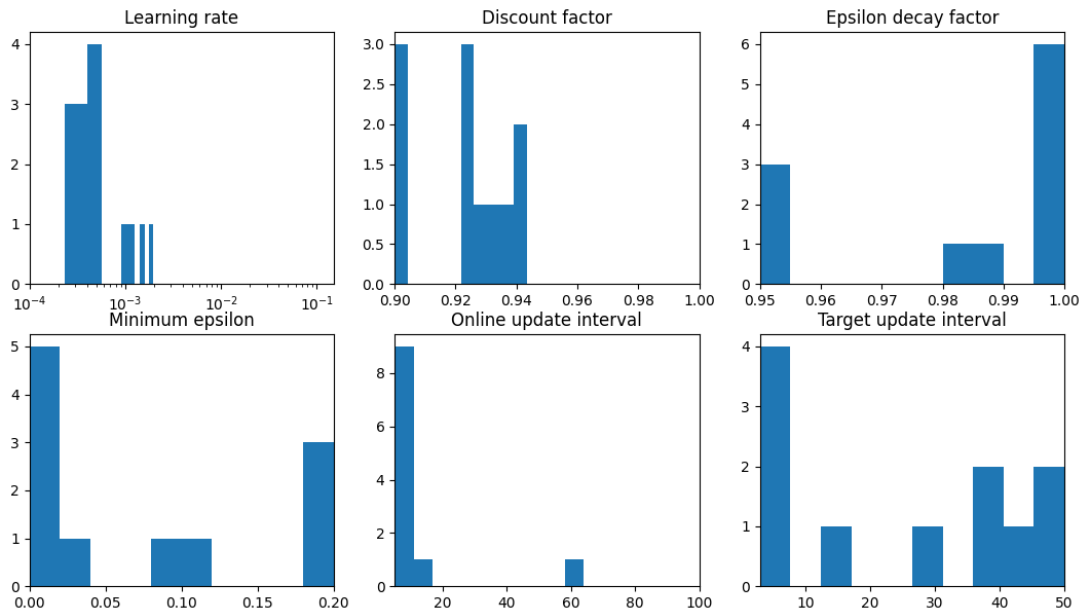 Learning rate
4
3
2
1
0
10⁻⁴ 10⁻³ 10⁻² 10⁻¹
Discount factor
3.0
2.5
2.0
1.5
1.0
0.5
0.0
0.90 0.92 0.94 0.96 0.98 1.00
Epsilon decay factor
6
5
4
3
2
1
0
0.95 0.96 0.97 0.98 0.99 1.00
Minimum epsilon
5
4
3
2
1
0
0.00 0.05 0.10 0.15 0.20
Online update interval
8
6
4
2
0
20 40 60 80 100
Target update interval
4
3
2
1
0
10 20 30 40 50